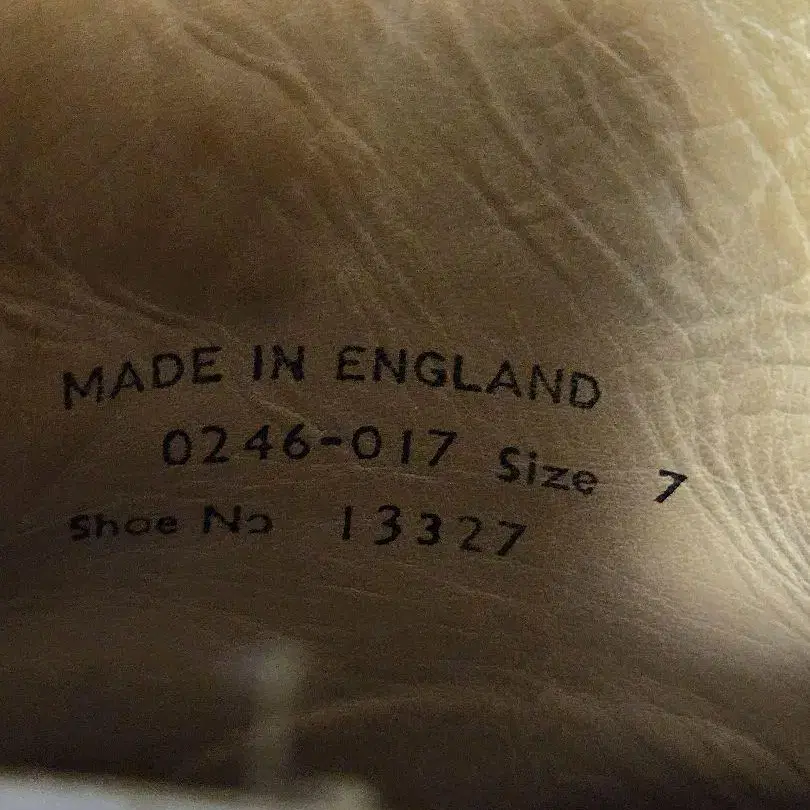 MADE IN ENGLAND
0246-017 Size 7
Shoe No 13327